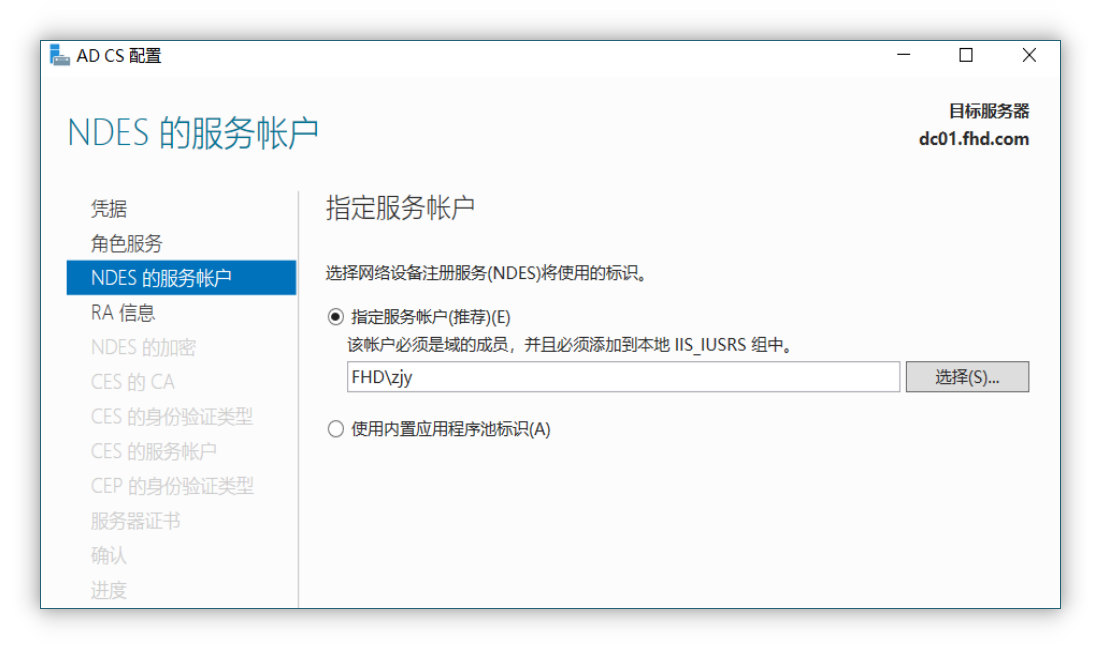 AD CS 配置
NDES 的服务帐户
目标服务器
dc01.fhd.com
凭据
角色服务
NDES 的服务帐户
RA 信息
NDES 的加密
CES 的 CA
CES 的身份验证类型
CES 的服务帐户
CEP 的身份验证类型
服务器证书
确认
进度
指定服务帐户
选择网络设备注册服务(NDES)将使用的标识。
指定服务帐户(推荐)(E)
该帐户必须是域的成员，并且必须添加到本地 IIS_IUSRS 组中。
FHD\zjy
选择(S)...
使用内置应用程序池标识(A)